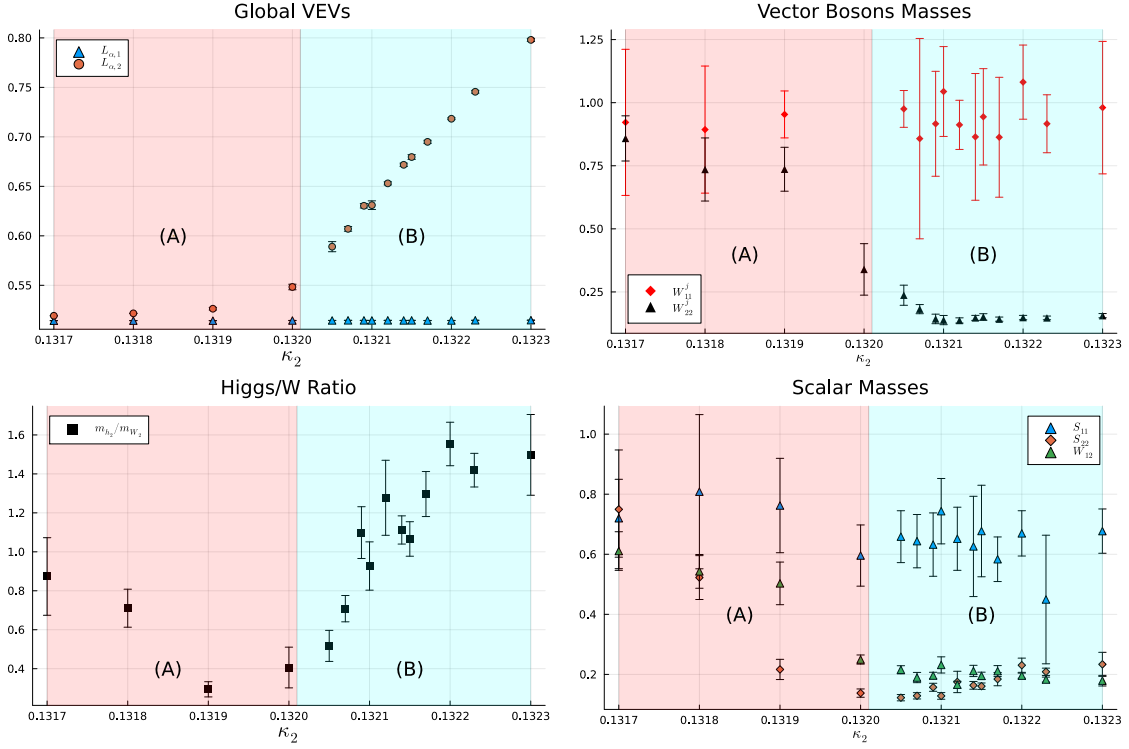 Global VEVs
0.80
0.75
0.70
0.65
0.60
0.55
L_{α,1}
L_{α,2}
(A)
(B)
0.1317 0.1318 0.1319 0.1320 0.1321 0.1322 0.1323
κ₂
Vector Bosons Masses
1.25
1.00
0.75
0.50
0.25
(A)
(B)
W^j_{11}
W^j_{22}
0.1317 0.1318 0.1319 0.1320 0.1321 0.1322 0.1323
κ₂
Higgs/W Ratio
1.6
1.4
1.2
1.0
0.8
0.6
0.4
m_{h_2}/m_{W_2}
(A)
(B)
0.1317 0.1318 0.1319 0.1320 0.1321 0.1322 0.1323
κ₂
Scalar Masses
1.0
0.8
0.6
0.4
0.2
S_{11}
S_{22}
W_{12}
(A)
(B)
0.1317 0.1318 0.1319 0.1320 0.1321 0.1322 0.1323
κ₂